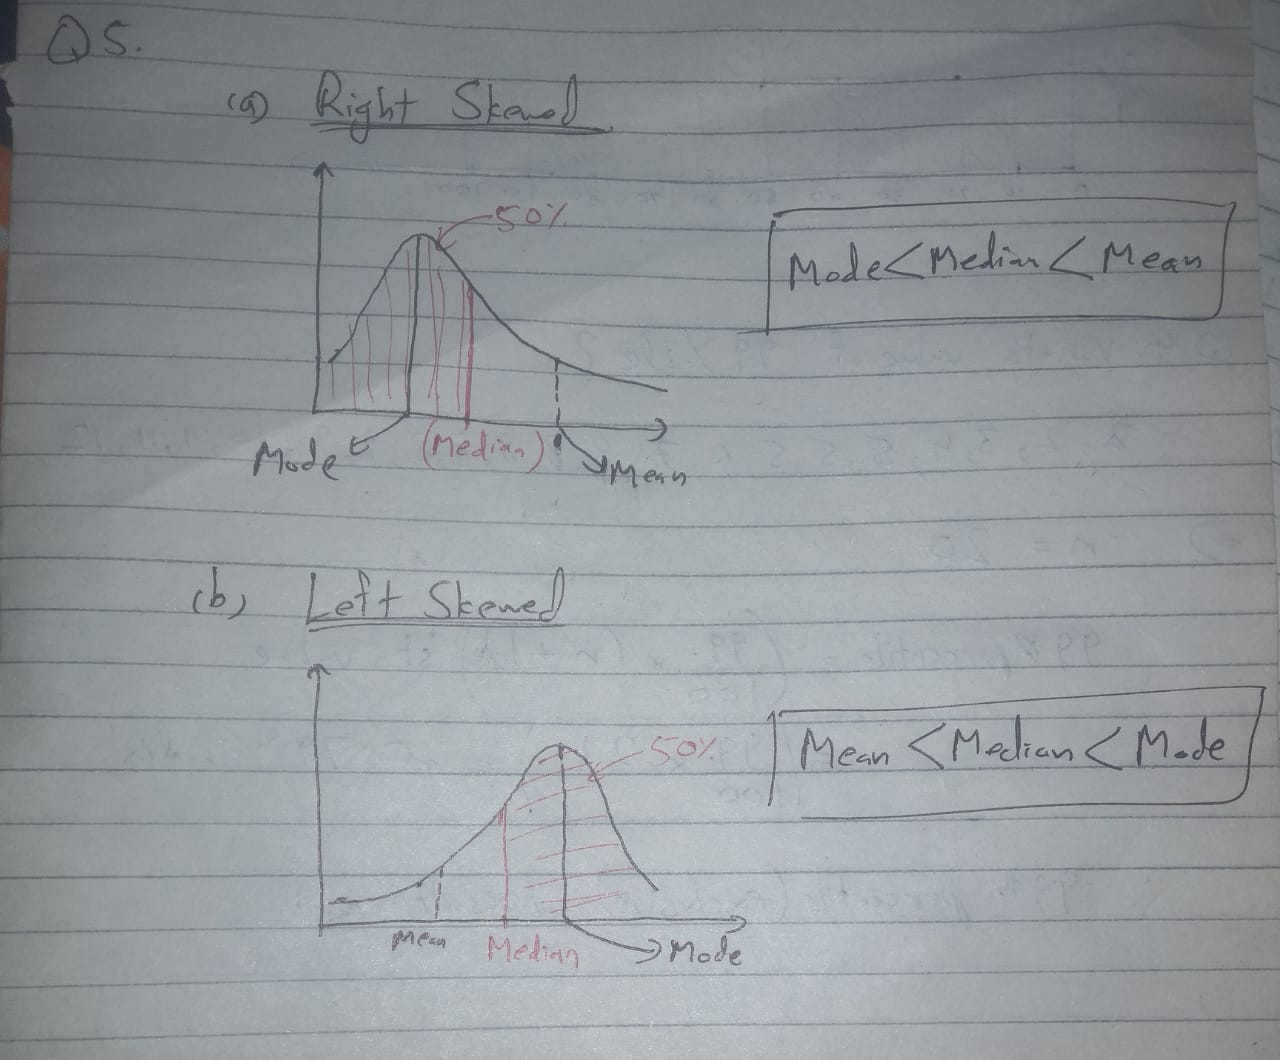 Q5.
(a) Right Skewed
50%
Mode < Median < Mean
Mode
(Median)
Mean
(b) Left Skewed
50%
Mean < Median < Mode
Mean
Median
Mode
n = 20